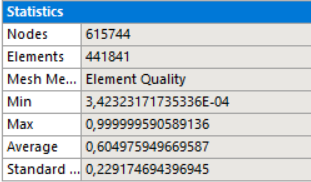 Statistics
Nodes 615744
Elements 441841
Mesh Me... Element Quality
Min 3,42323171735336E-04
Max 0,999999590589136
Average 0,604975949669587
Standard ... 0,229174694396945